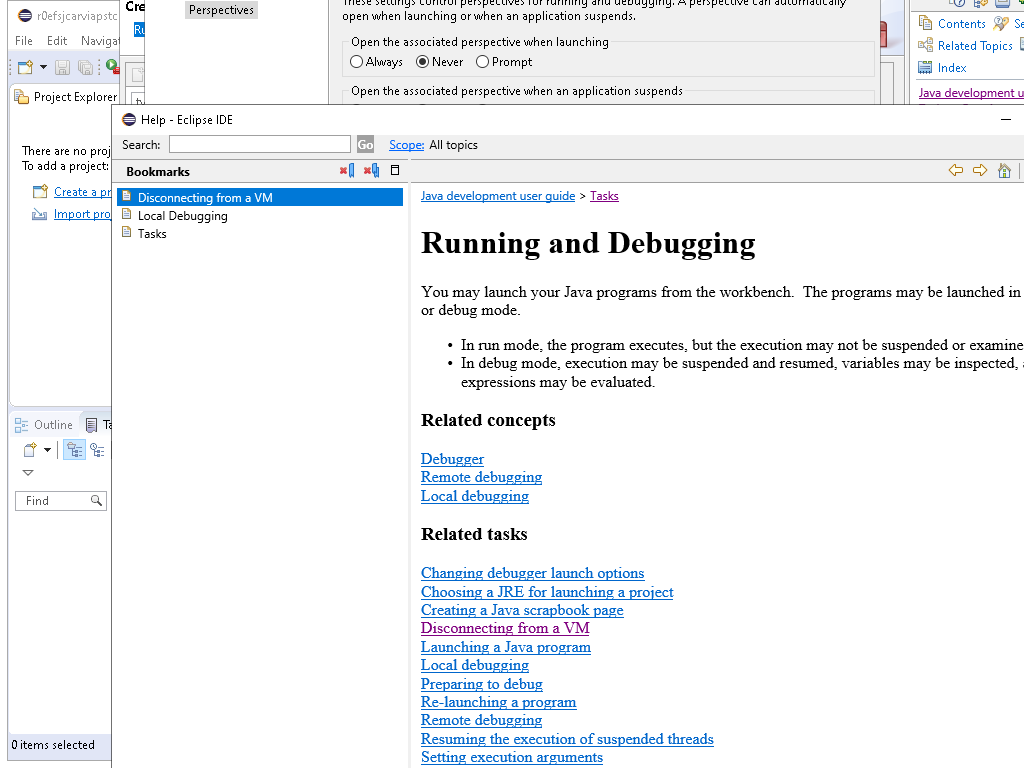 r0efsjcarviapstc
File Edit Navigat
Project Explorer
There are no proj
To add a project:
Create a pr
Import proj
Outline
0 items selected
Find
Perspectives
These settings control perspectives for running and debugging. A perspective can automatically
open when launching or when an application suspends.
Open the associated perspective when launching
Always Never Prompt
Open the associated perspective when an application suspends
Contents Se
Related Topics
Index
Java development u
Help - Eclipse IDE
Search: Go Scope: All topics
Bookmarks
Disconnecting from a VM
Local Debugging
Tasks
Java development user guide > Tasks
Running and Debugging
You may launch your Java programs from the workbench. The programs may be launched in
or debug mode.
• In run mode, the program executes, but the execution may not be suspended or examine
• In debug mode, execution may be suspended and resumed, variables may be inspected, a
expressions may be evaluated.
Related concepts
Debugger
Remote debugging
Local debugging
Related tasks
Changing debugger launch options
Choosing a JRE for launching a project
Creating a Java scrapbook page
Disconnecting from a VM
Launching a Java program
Local debugging
Preparing to debug
Re-launching a program
Remote debugging
Resuming the execution of suspended threads
Setting execution arguments